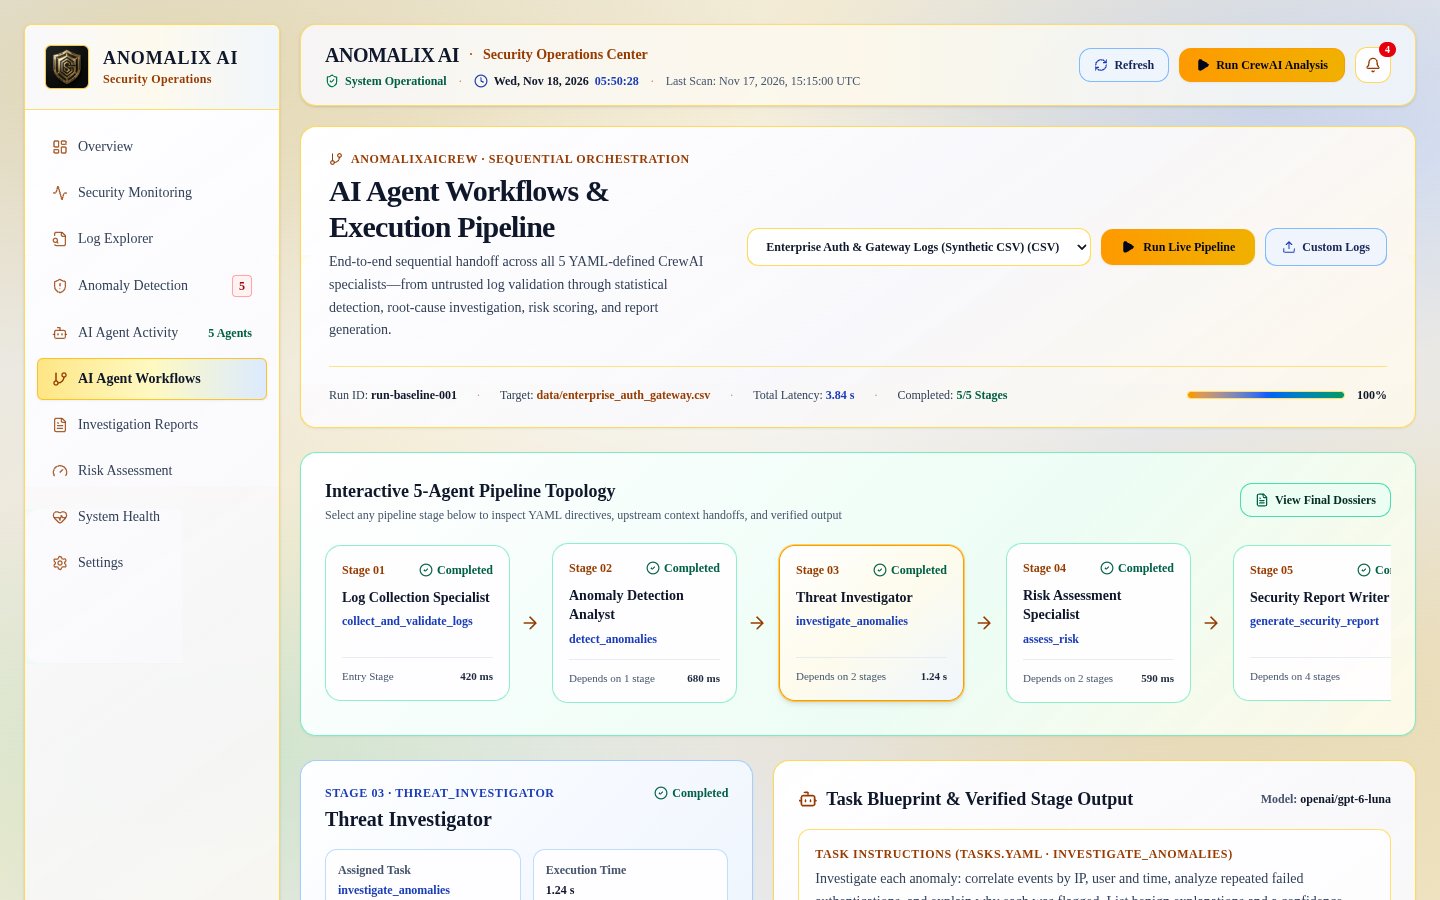 ANOMALIX AI
Security Operations
Overview
Security Monitoring
Log Explorer
Anomaly Detection 5
AI Agent Activity 5 Agents
AI Agent Workflows
Investigation Reports
Risk Assessment
System Health
Settings
ANOMALIX AI · Security Operations Center
System Operational · Wed, Nov 18, 2026 05:50:28 · Last Scan: Nov 17, 2026, 15:15:00 UTC
Refresh
Run CrewAI Analysis
4
ANOMALIXAICREW · SEQUENTIAL ORCHESTRATION
AI Agent Workflows &
Execution Pipeline
End-to-end sequential handoff across all 5 YAML-defined CrewAI
specialists—from untrusted log validation through statistical
detection, root-cause investigation, risk scoring, and report
generation.
Enterprise Auth & Gateway Logs (Synthetic CSV) (CSV)
Run Live Pipeline
Custom Logs
Run ID: run-baseline-001 · Target: data/enterprise_auth_gateway.csv · Total Latency: 3.84 s · Completed: 5/5 Stages
100%
Interactive 5-Agent Pipeline Topology
Select any pipeline stage below to inspect YAML directives, upstream context handoffs, and verified output
View Final Dossiers
Stage 01 Completed
Log Collection Specialist
collect_and_validate_logs
Entry Stage 420 ms
Stage 02 Completed
Anomaly Detection
Analyst
detect_anomalies
Depends on 1 stage 680 ms
Stage 03 Completed
Threat Investigator
investigate_anomalies
Depends on 2 stages 1.24 s
Stage 04 Completed
Risk Assessment
Specialist
assess_risk
Depends on 2 stages 590 ms
Stage 05
Security Report Writer
generate_security_report
Depends on 4 stages
STAGE 03 · THREAT_INVESTIGATOR
Completed
Threat Investigator
Assigned Task
investigate_anomalies
Execution Time
1.24 s
Task Blueprint & Verified Stage Output
Model: openai/gpt-6-luna
TASK INSTRUCTIONS (TASKS.YAML · INVESTIGATE_ANOMALIES)
Investigate each anomaly: correlate events by IP, user and time, analyze repeated failed